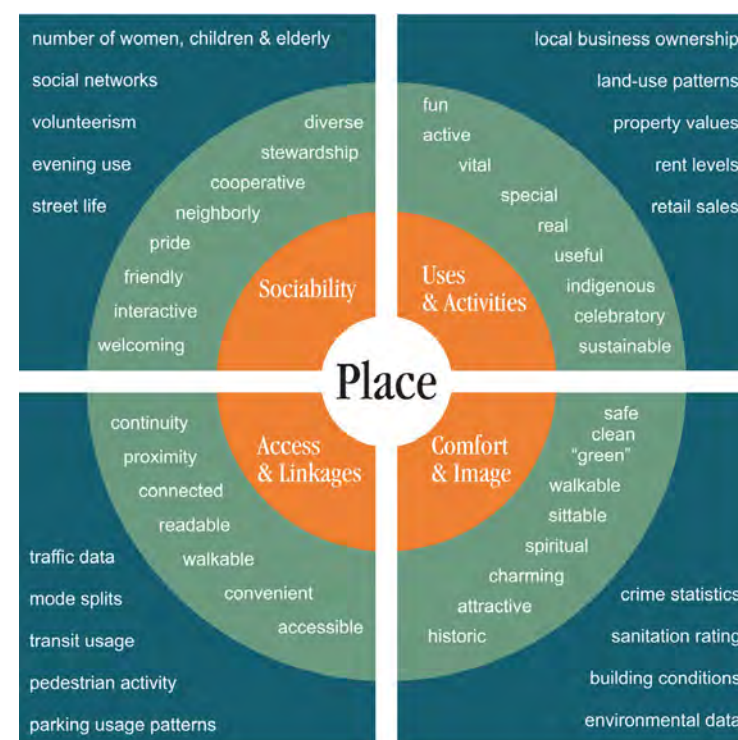 number of women, children & elderly
social networks
volunteerism
evening use
street life
diverse
stewardship
cooperative
neighborly
pride
friendly
interactive
welcoming
Sociability
local business ownership
land-use patterns
property values
rent levels
retail sales
fun
active
vital
special
real
useful
indigenous
celebratory
sustainable
Uses
& Activities
Place
continuity
proximity
connected
readable
walkable
convenient
accessible
Access
& Linkages
traffic data
mode splits
transit usage
pedestrian activity
parking usage patterns
Comfort
& Image
safe
clean
“green”
walkable
sittable
spiritual
charming
attractive
historic
crime statistics
sanitation rating
building conditions
environmental data